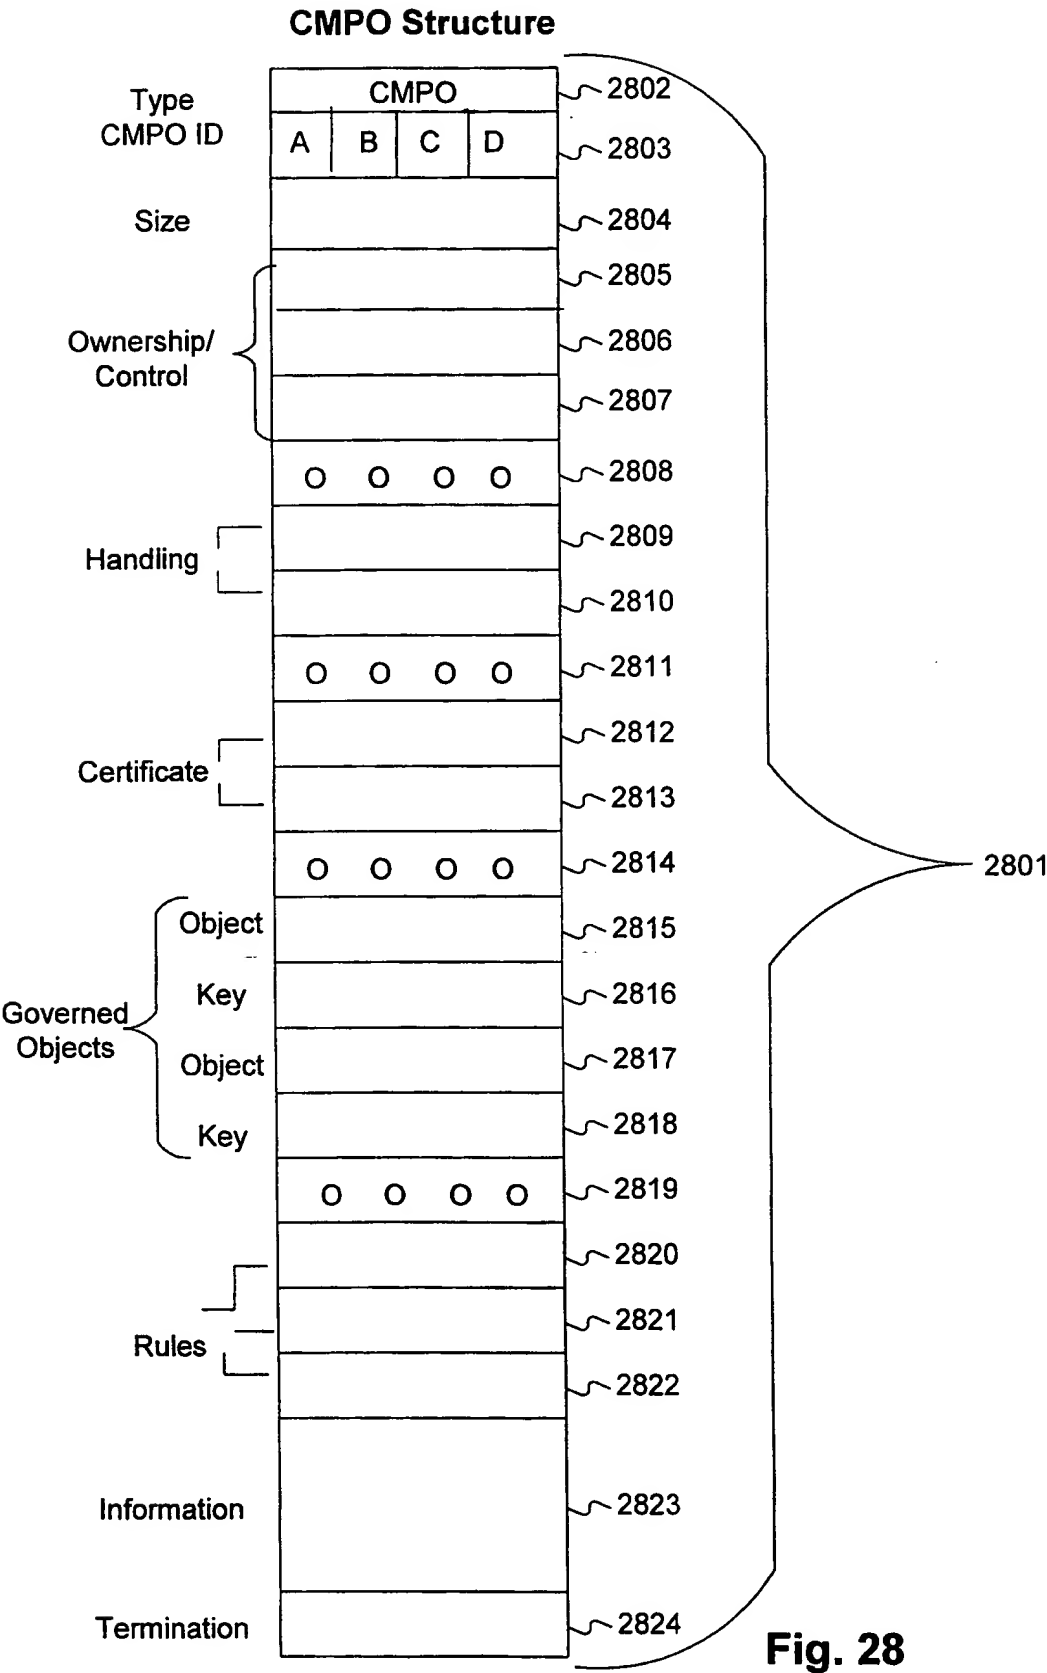 CMPO Structure
Type CMPO 2802
CMPO ID A B C D 2803
Size 2804
2805
Ownership/
Control
2806
2807
O O O O 2808
Handling
2809
2810
O O O O 2811
Certificate
2812
2813
O O O O 2814
Governed
Objects
Object 2815
Key 2816
Object 2817
Key 2818
O O O O 2819
Rules
2820
2821
2822
Information 2823
Termination 2824
2801
Fig. 28